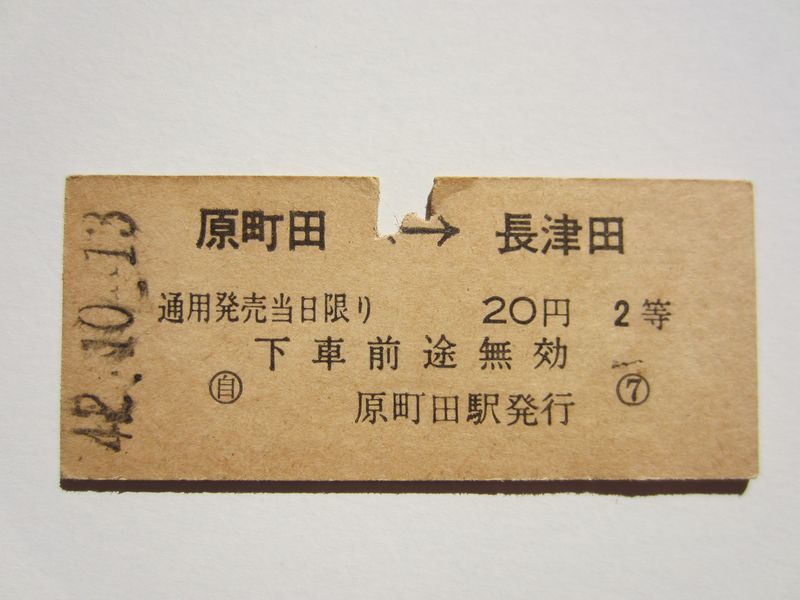 42.10.13
原町田 → 長津田
通用発売当日限り 20円 2等
下車前途無効
㊀自 ⑦
原町田駅発行